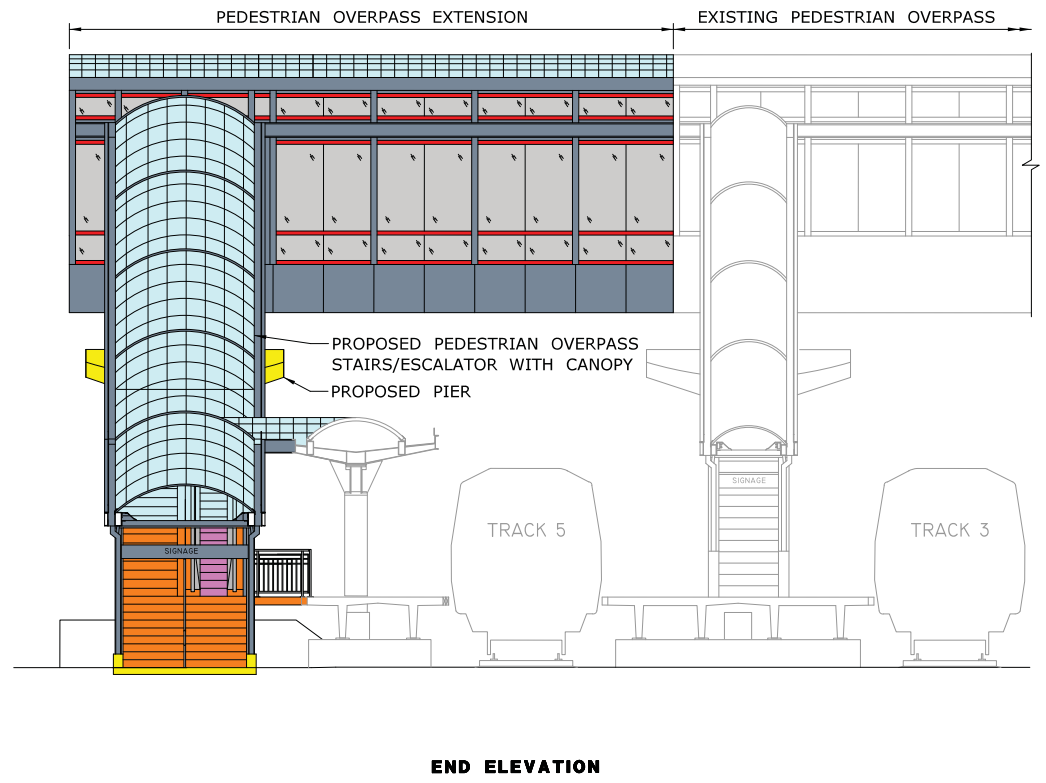 PEDESTRIAN OVERPASS EXTENSION
EXISTING PEDESTRIAN OVERPASS
PROPOSED PEDESTRIAN OVERPASS
STAIRS/ESCALATOR WITH CANOPY
PROPOSED PIER
SIGNAGE
TRACK 5
TRACK 3
SIGNAGE
END ELEVATION